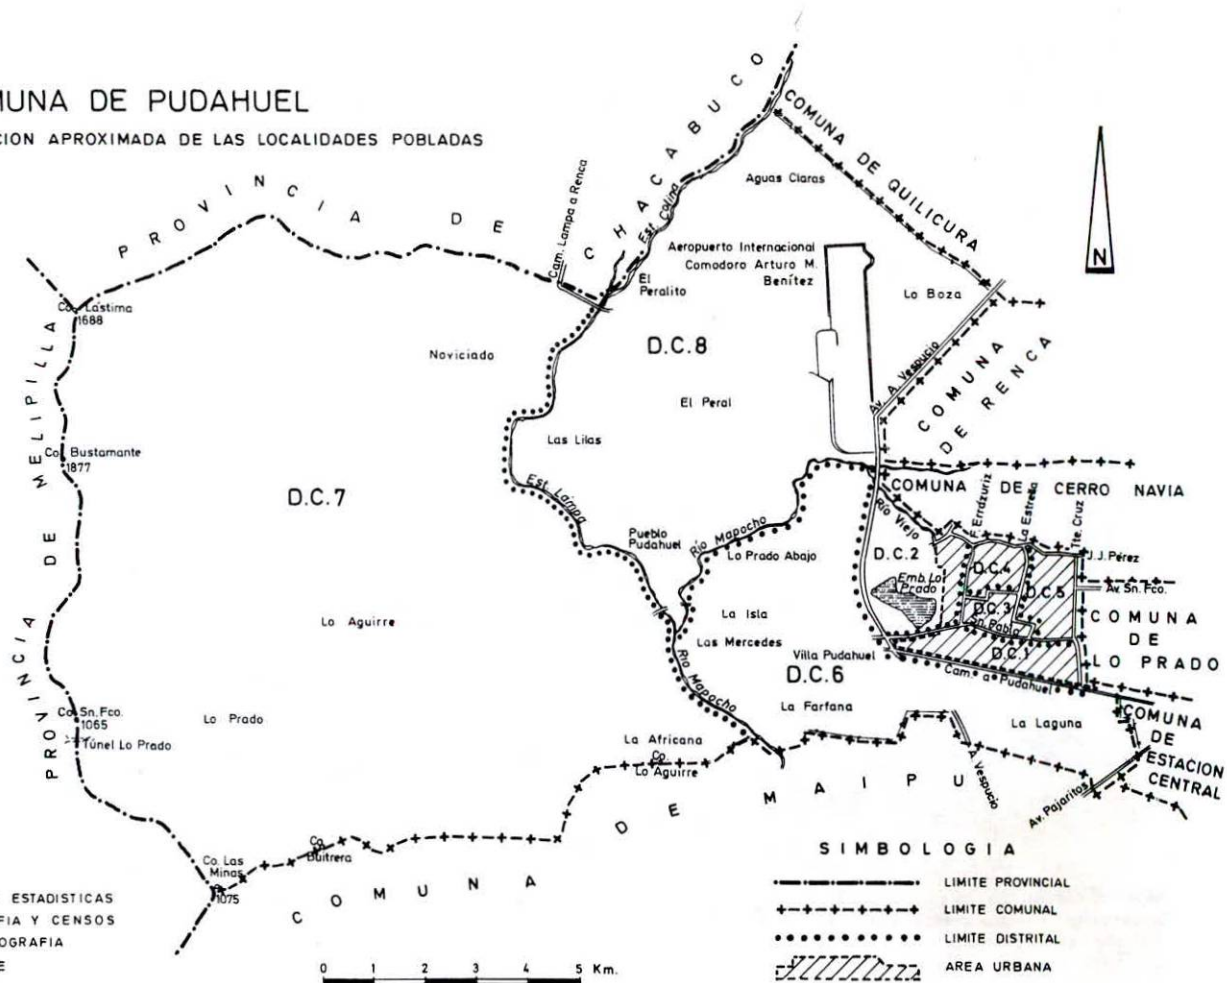 MUNA DE PUDAHUEL
CION APROXIMADA DE LAS LOCALIDADES POBLADAS
PROVINCIA DE CHACABUCO
COMUNA DE QUILICURA
Cam. Lampa a Renca
Est. Colina
Aguas Claras
Aeropuerto Internacional
Comodoro Arturo M.
Benítez
El
Peralito
Lo Boza
N
Co. Lástima
1688
Noviciado
D.C.8
Av. A. Vespucio
COMUNA
DE RENCA
El Peral
PROVINCIA DE MELIPILLA
Co. Bustamante
1877
Las Lilas
D.C.7
Est. Lampa
COMUNA DE CERRO NAVIA
Río Viejo
F. Errázuriz
La Estrella
Tte. Cruz
Pueblo
Pudahuel
Río Mapocho
Lo Prado Abajo
D.C.2
D.C.4
J.J. Pérez
Emb. Lo
Prado
D.C.5
Av. Sn. Fco.
D.C.3
Sn. Pablo
La Isla
Lo Aguirre
Las Mercedes
COMUNA
DE
LO PRADO
Villa Pudahuel
D.C.1
D.C.6
Cam. a Pudahuel
Río Mapocho
Co. Sn. Fco.
1065
Lo Prado
La Farfana
La Laguna
Túnel Lo Prado
La Africana
Co.
Lo Aguirre
COMUNA
DE
ESTACION
CENTRAL
A. Vespucio
Av. Pajaritos
COMUNA DE MAIPU
Co.
Buitrera
Co. Las
Minas
1075
SIMBOLOGIA
LIMITE PROVINCIAL
LIMITE COMUNAL
LIMITE DISTRITAL
AREA URBANA
ESTADISTICAS
FIA Y CENSOS
OGRAFIA
E
0 1 2 3 4 5 Km.